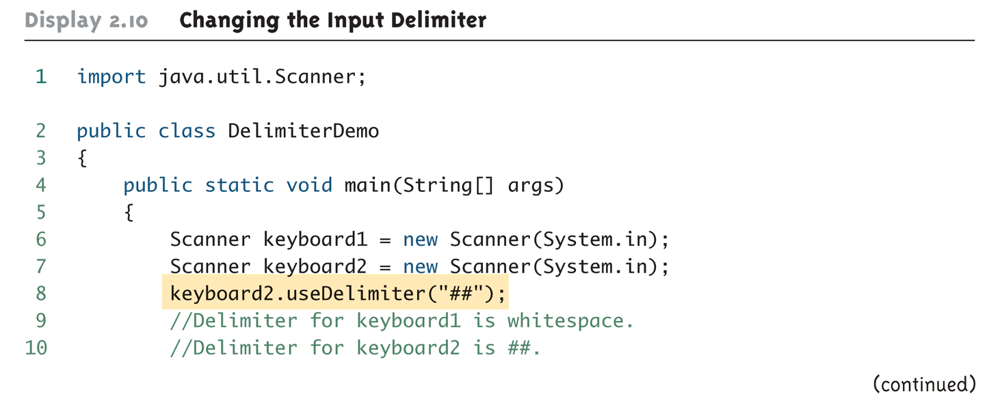 Display 2.10 Changing the Input Delimiter
1 import java.util.Scanner;
2 public class DelimiterDemo
3 {
4     public static void main(String[] args)
5     {
6         Scanner keyboard1 = new Scanner(System.in);
7         Scanner keyboard2 = new Scanner(System.in);
8         keyboard2.useDelimiter("##");
9         //Delimiter for keyboard1 is whitespace.
10         //Delimiter for keyboard2 is ##.
(continued)